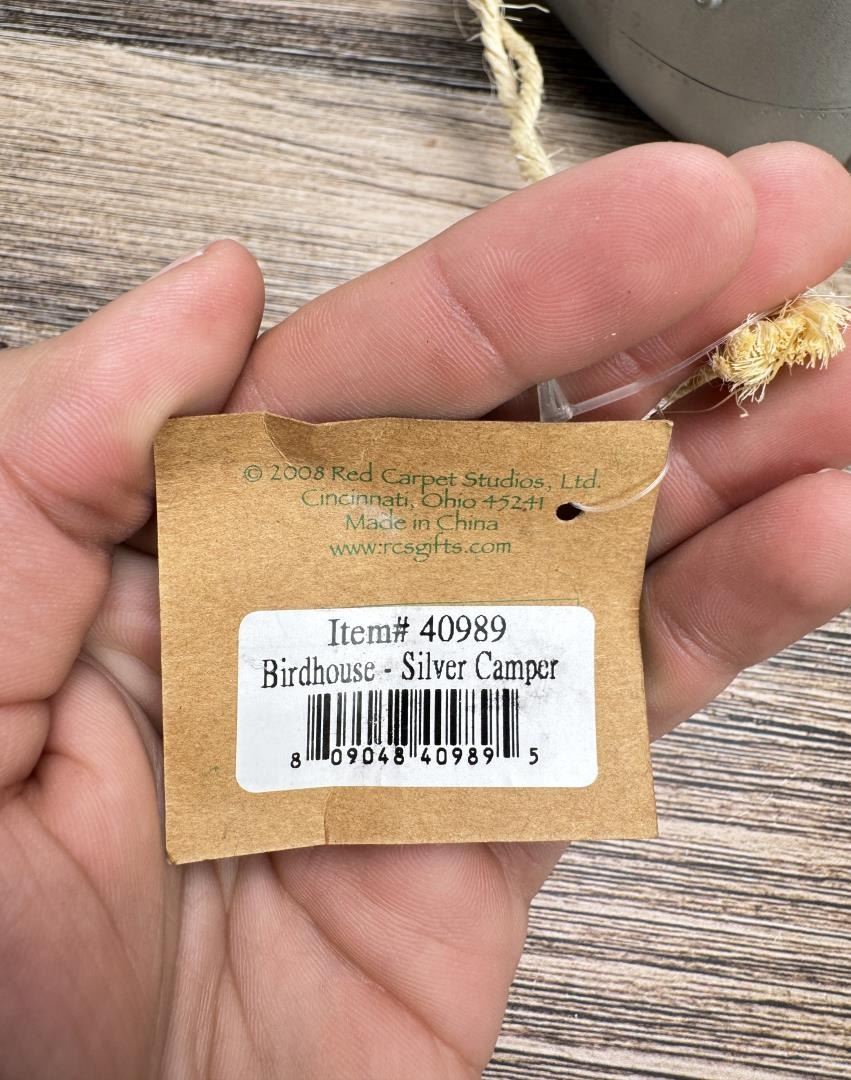 © 2008 Red Carpet Studios, Ltd.
Cincinnati, Ohio 45241
Made in China
www.rcsgifts.com
Item# 40989
Birdhouse - Silver Camper
8 09048 40989 5